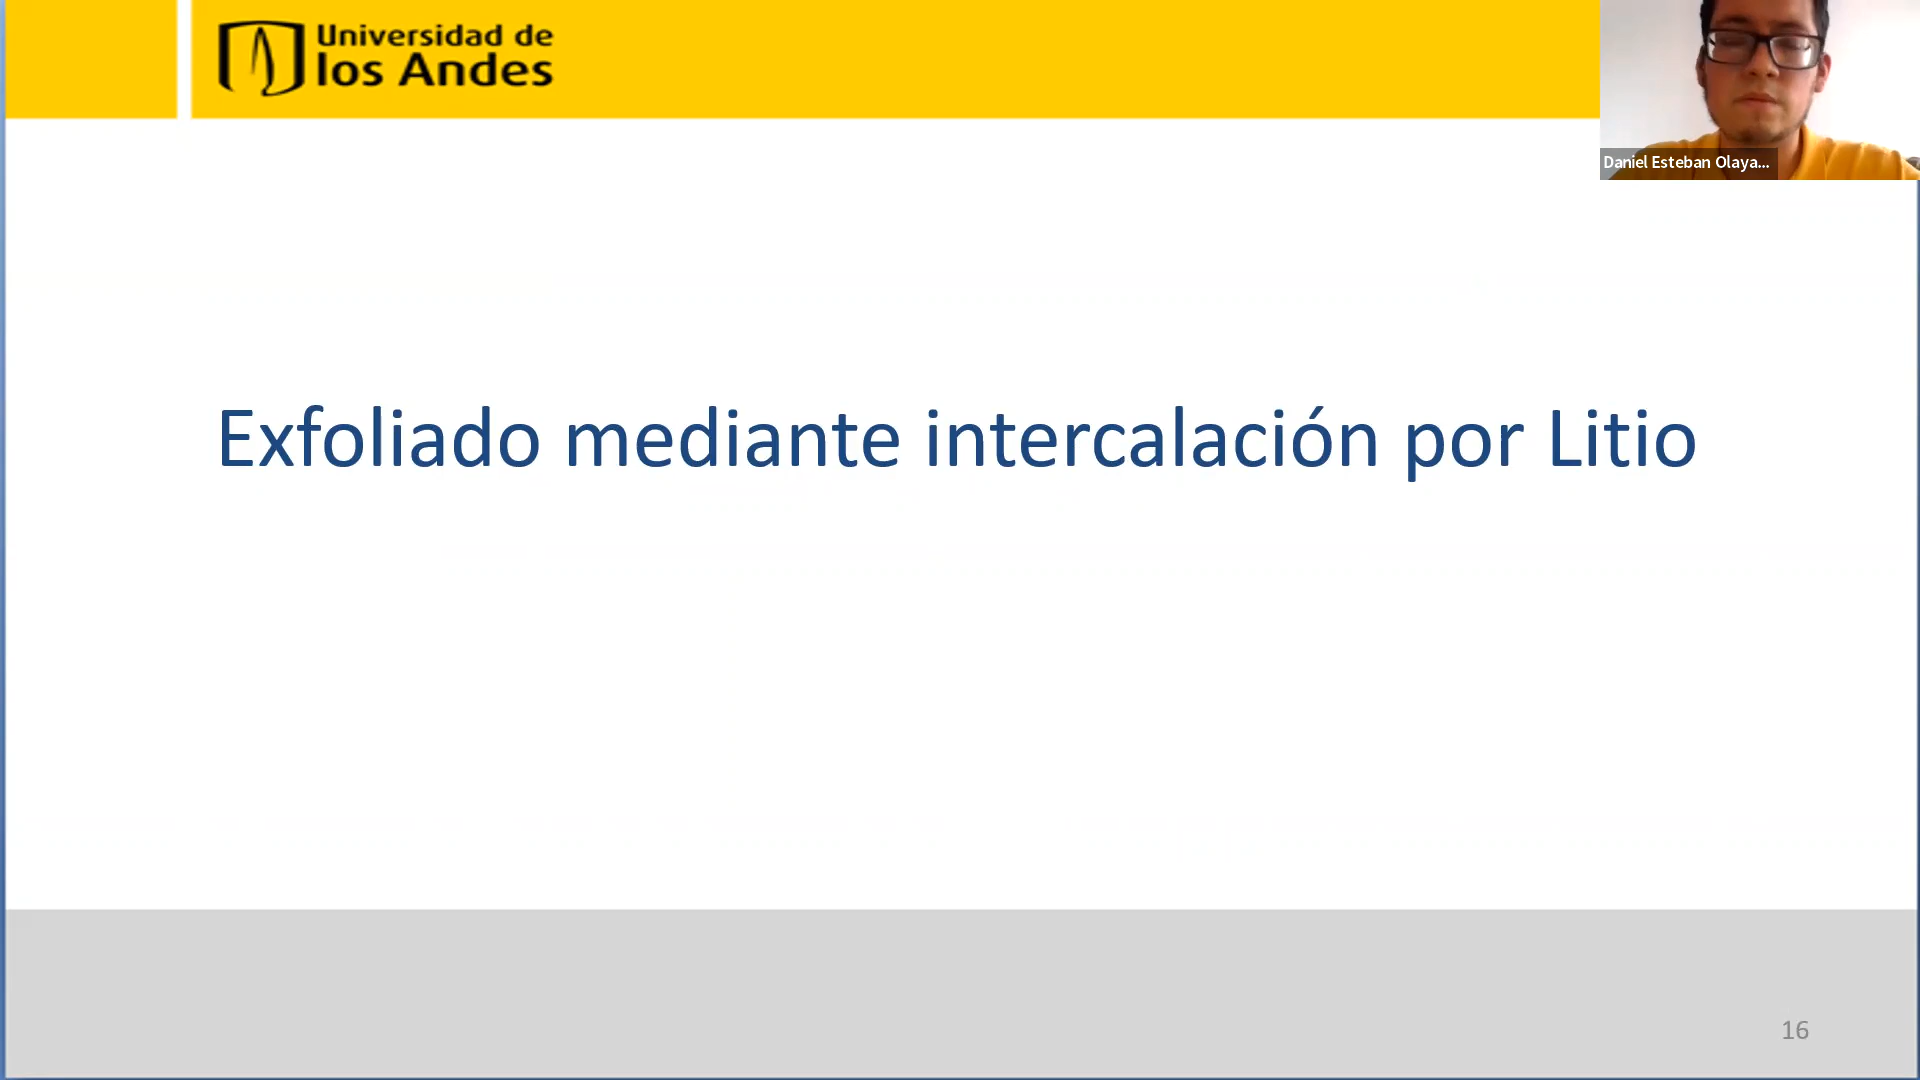 Universidad de
los Andes
Daniel Esteban Olaya...
Exfoliado mediante intercalación por Litio
16